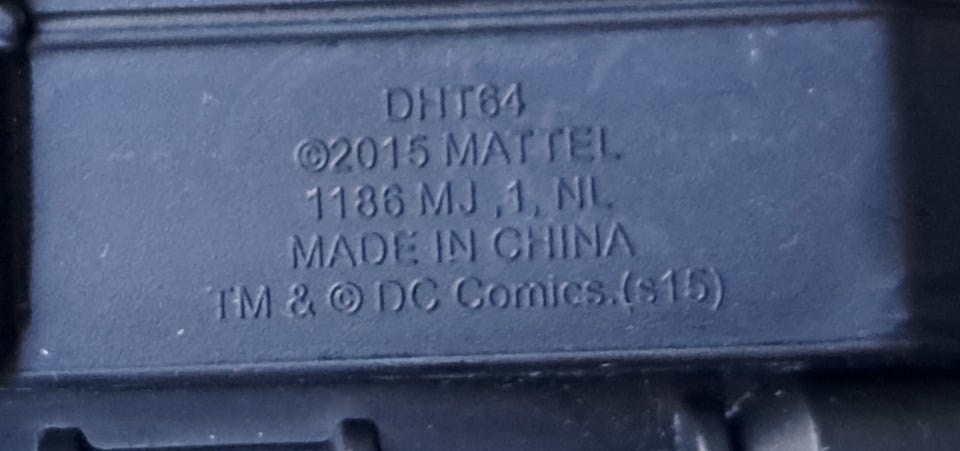 DHT64
©2015 MATTEL
1186 MJ ,1, NL
MADE IN CHINA
TM & © DC Comics.(s15)